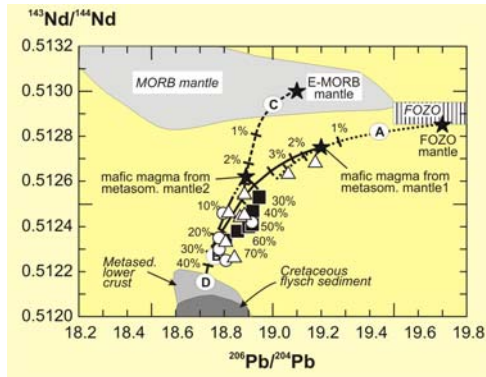 143Nd/144Nd
0.5132
MORB mantle
E-MORB
mantle
C
0.5130
FOZO
1%
A
1%
0.5128
2%
3%
FOZO
mantle
2%
mafic magma from
metasom. mantle1
mafic magma from
metasom. mantle2
0.5126
10%
30%
40%
0.5124
20%
50%
30%
B
60%
40%
70%
0.5122
Metased.
lower
crust
D
Cretaceous
flysch sediment
0.5120
18.2 18.4 18.6 18.8 19.0 19.2 19.4 19.6 19.8
206Pb/204Pb